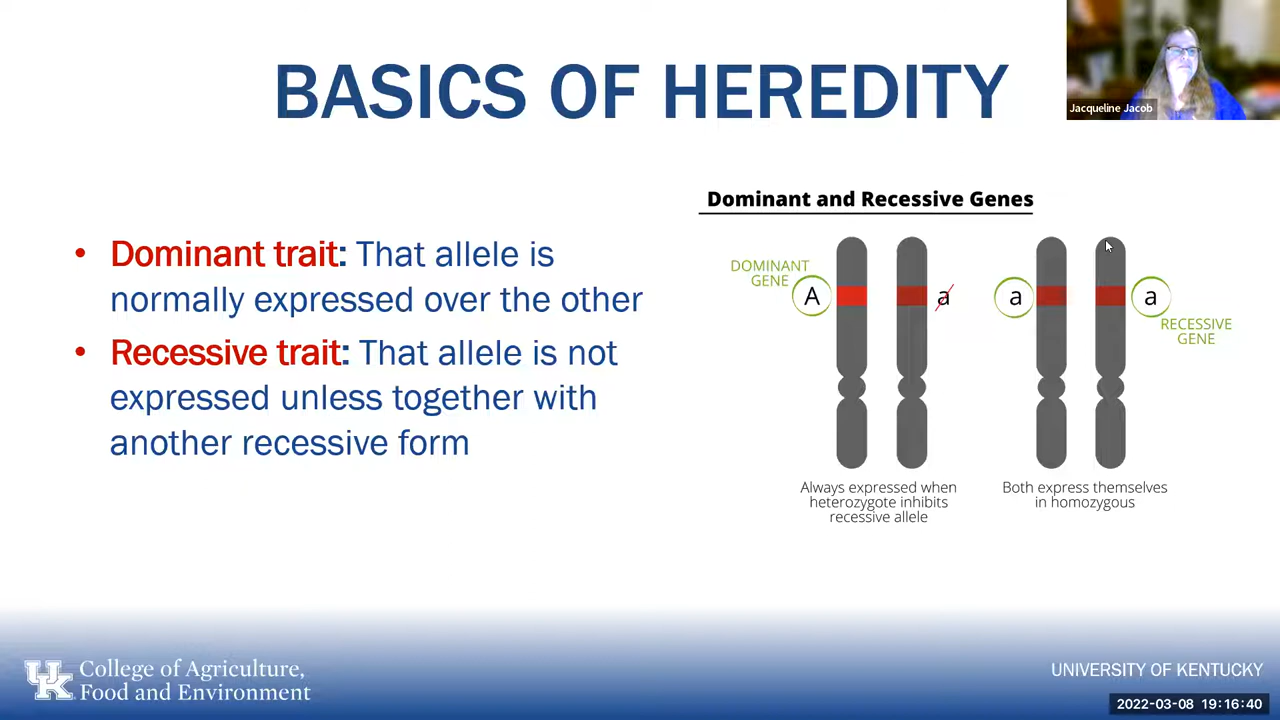 BASICS OF HEREDITY
Jacqueline Jacob
• Dominant trait: That allele is
normally expressed over the other
• Recessive trait: That allele is not
expressed unless together with
another recessive form
Dominant and Recessive Genes
DOMINANT
GENE
A
a
a
a
RECESSIVE
GENE
Always expressed when
heterozygote inhibits
recessive allele
Both express themselves
in homozygous
UK
College of Agriculture,
Food and Environment
UNIVERSITY OF KENTUCKY
2022-03-08 19:16:40